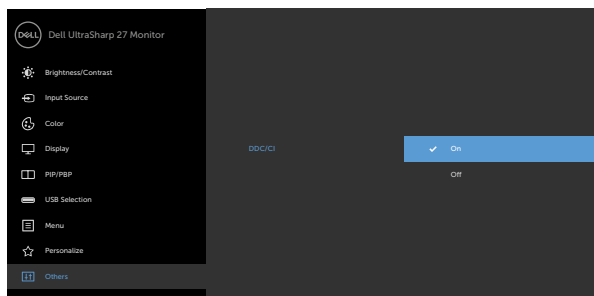 DELL
Dell UltraSharp 27 Monitor
Brightness/Contrast
Input Source
Color
Display
DDC/CI
On
PIP/PBP
Off
USB Selection
Menu
Personalize
Others